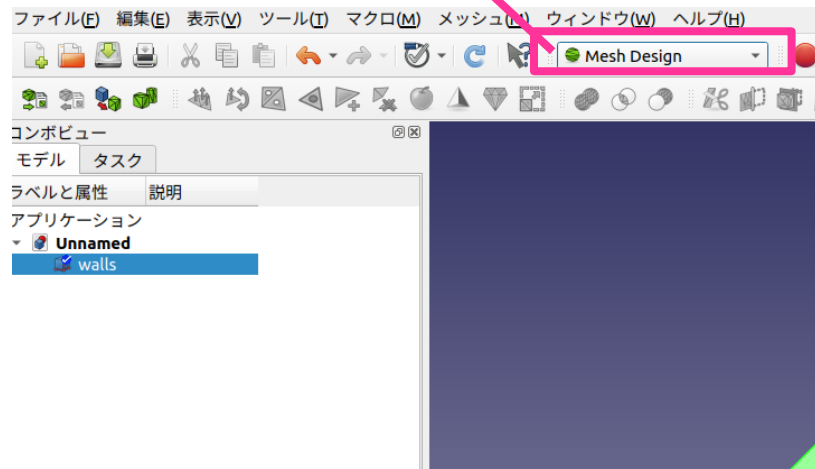 ファイル(F) 編集(E) 表示(V) ツール(T) マクロ(M) メッシュ(M) ウィンドウ(W) ヘルプ(H)
Mesh Design
コンボビュー
モデル タスク
ラベルと属性 説明
アプリケーション
Unnamed
walls